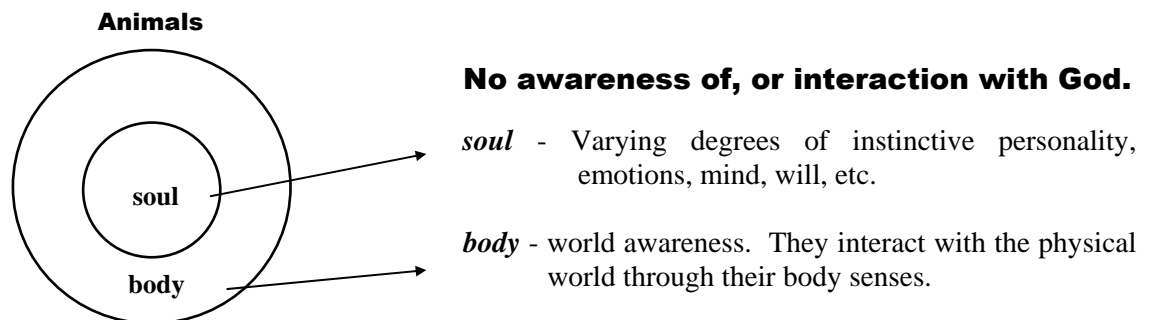 Animals
No awareness of, or interaction with God.
soul - Varying degrees of instinctive personality,
emotions, mind, will, etc.
soul
body - world awareness. They interact with the physical
world through their body senses.
body